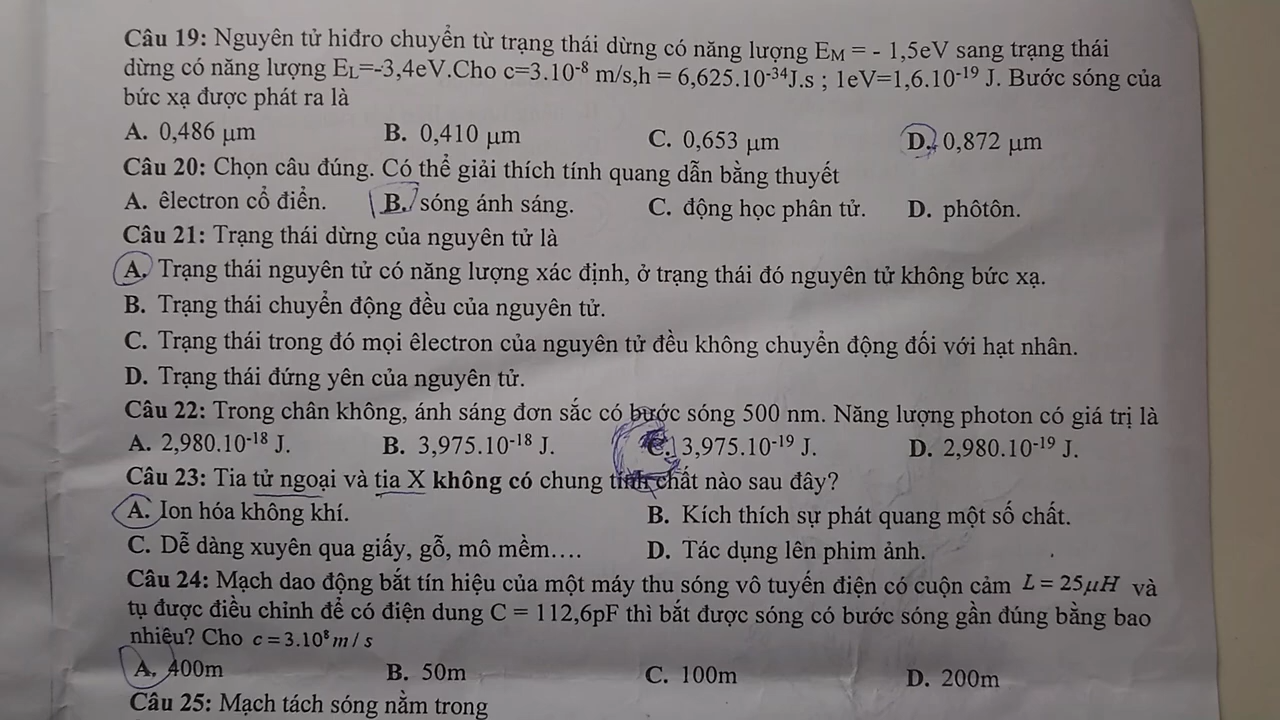 Câu 19: Nguyên tử hiđro chuyển từ trạng thái dừng có năng lượng E_M = - 1,5eV sang trạng thái
dừng có năng lượng E_L=-3,4eV.Cho c=3.10⁻⁸ m/s,h = 6,625.10⁻³⁴J.s ; 1eV=1,6.10⁻¹⁹ J. Bước sóng của
bức xạ được phát ra là
A. 0,486 μm B. 0,410 μm C. 0,653 μm D. 0,872 μm
Câu 20: Chọn câu đúng. Có thể giải thích tính quang dẫn bằng thuyết
A. êlectron cổ điển. B. sóng ánh sáng. C. động học phân tử. D. phôtôn.
Câu 21: Trạng thái dừng của nguyên tử là
A. Trạng thái nguyên tử có năng lượng xác định, ở trạng thái đó nguyên tử không bức xạ.
B. Trạng thái chuyển động đều của nguyên tử.
C. Trạng thái trong đó mọi êlectron của nguyên tử đều không chuyển động đối với hạt nhân.
D. Trạng thái đứng yên của nguyên tử.
Câu 22: Trong chân không, ánh sáng đơn sắc có bước sóng 500 nm. Năng lượng photon có giá trị là
A. 2,980.10⁻¹⁸ J. B. 3,975.10⁻¹⁸ J. C. 3,975.10⁻¹⁹ J. D. 2,980.10⁻¹⁹ J.
Câu 23: Tia tử ngoại và tia X không có chung tính chất nào sau đây?
A. Ion hóa không khí. B. Kích thích sự phát quang một số chất.
C. Dễ dàng xuyên qua giấy, gỗ, mô mềm…. D. Tác dụng lên phim ảnh.
Câu 24: Mạch dao động bắt tín hiệu của một máy thu sóng vô tuyến điện có cuộn cảm L = 25μH và
tụ được điều chỉnh để có điện dung C = 112,6pF thì bắt được sóng có bước sóng gần đúng bằng bao
nhiêu? Cho c = 3.10⁸ m / s
A. 400m B. 50m C. 100m D. 200m
Câu 25: Mạch tách sóng nằm trong